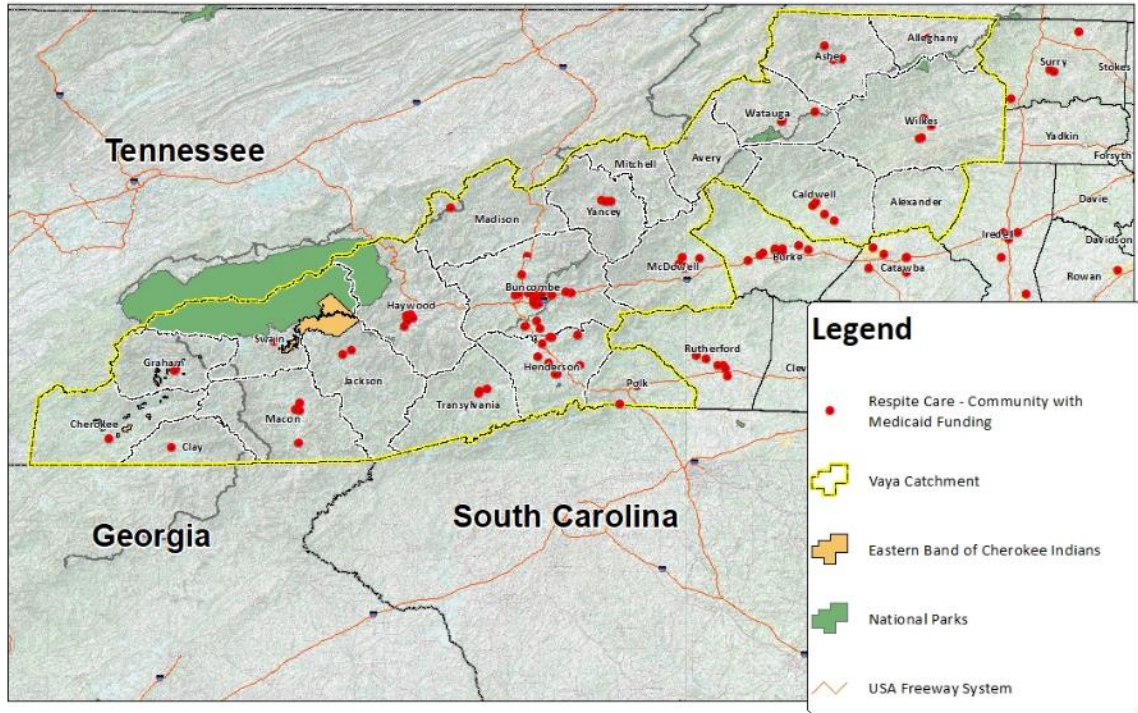 Alleghany
Ashe
Surry
Stokes
Watauga
Wilkes
Yadkin
Tennessee
Mitchell
Avery
Forsyth
Caldwell
Alexander
Davie
Yancey
Madison
Iredell
Davidson
McDowell
Burke
Catawba
Rowan
Buncombe
Haywood
Swain
Legend
Graham
Rutherford
Clev
Henderson
Jackson
Polk
Transylvania
Respite Care - Community with
Medicaid Funding
Macon
Cherokee
Clay
Vaya Catchment
South Carolina
Georgia
Eastern Band of Cherokee Indians
National Parks
USA Freeway System